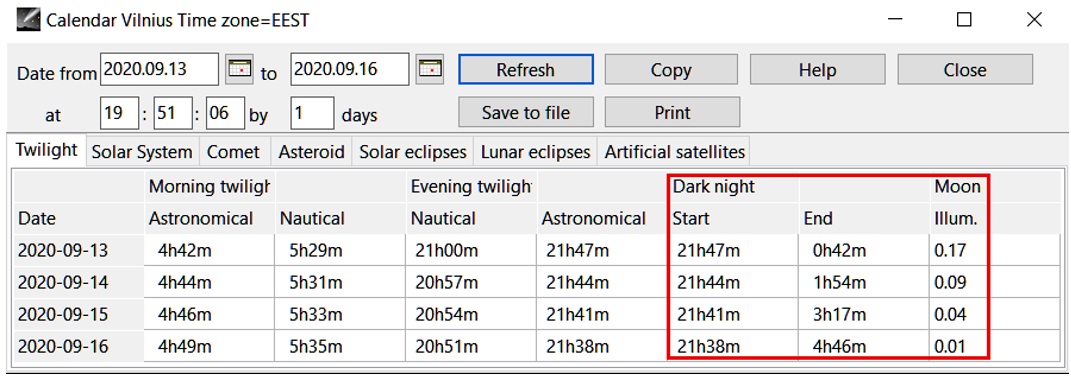 Calendar Vilnius Time zone=EEST
Date from 2020.09.13 to 2020.09.16 Refresh Copy Help Close
at 19 : 51 : 06 by 1 days Save to file Print
Twilight Solar System Comet Asteroid Solar eclipses Lunar eclipses Artificial satellites
Morning twiligh Evening twilight Dark night Moon
Date Astronomical Nautical Nautical Astronomical Start End Illum.
2020-09-13 4h42m 5h29m 21h00m 21h47m 21h47m 0h42m 0.17
2020-09-14 4h44m 5h31m 20h57m 21h44m 21h44m 1h54m 0.09
2020-09-15 4h46m 5h33m 20h54m 21h41m 21h41m 3h17m 0.04
2020-09-16 4h49m 5h35m 20h51m 21h38m 21h38m 4h46m 0.01